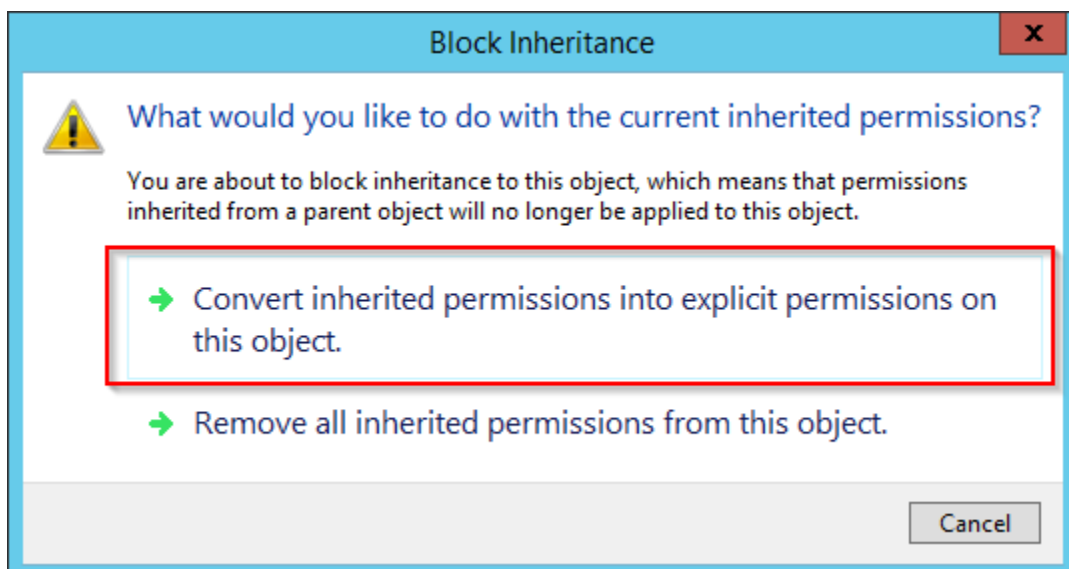 Block Inheritance
x
What would you like to do with the current inherited permissions?
You are about to block inheritance to this object, which means that permissions
inherited from a parent object will no longer be applied to this object.
Convert inherited permissions into explicit permissions on
this object.
Remove all inherited permissions from this object.
Cancel